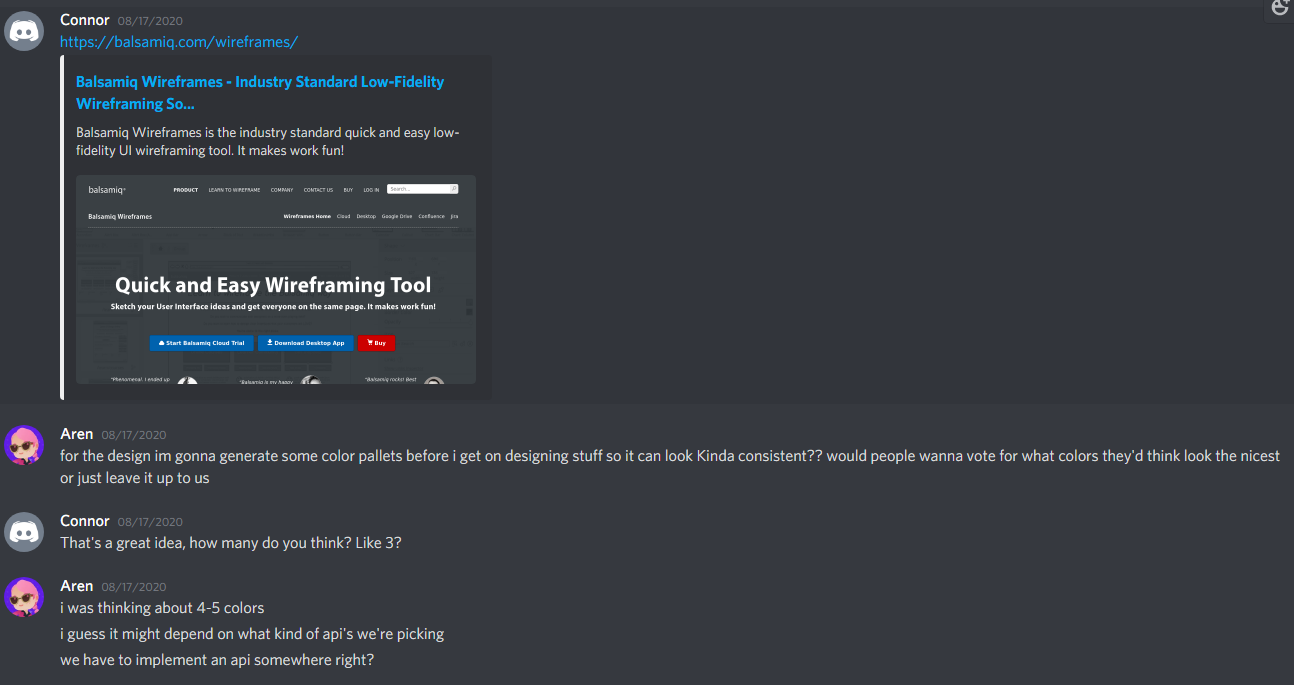 Connor 08/17/2020
https://balsamiq.com/wireframes/
Balsamiq Wireframes - Industry Standard Low-Fidelity
Wireframing So...
Balsamiq Wireframes is the industry standard quick and easy low-
fidelity UI wireframing tool. It makes work fun!
balsamiq PRODUCT LEARN TO WIREFRAME COMPANY CONTACT US BUY LOG IN Search...
Balsamiq Wireframes Wireframes Home Cloud Desktop Google Drive Confluence Jira
Quick and Easy Wireframing Tool
Sketch your User Interface ideas and get everyone on the same page. It makes work fun!
Start Balsamiq Cloud Trial Download Desktop App Buy
"Phenomenal. I ended up "Balsamiq is my happy "Balsamiq rocks! Best
Aren 08/17/2020
for the design im gonna generate some color pallets before i get on designing stuff so it can look Kinda consistent?? would people wanna vote for what colors they'd think look the nicest
or just leave it up to us
Connor 08/17/2020
That's a great idea, how many do you think? Like 3?
Aren 08/17/2020
i was thinking about 4-5 colors
i guess it might depend on what kind of api's we're picking
we have to implement an api somewhere right?